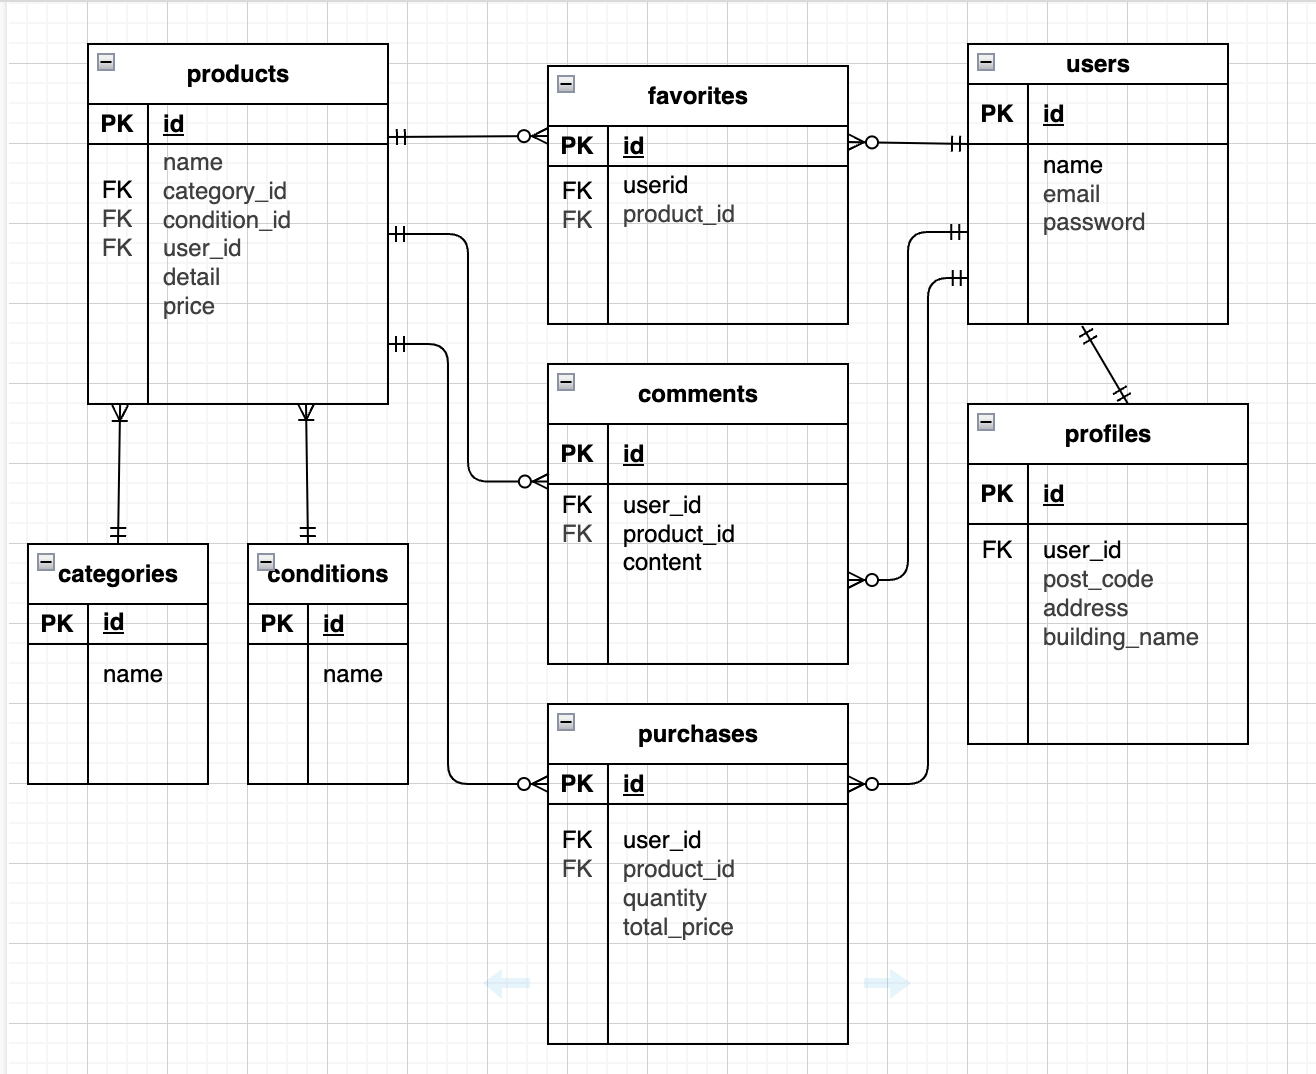 products
PK id
name
FK category_id
FK condition_id
FK user_id
detail
price
favorites
PK id
FK userid
FK product_id
users
PK id
name
email
password
comments
PK id
FK user_id
FK product_id
content
profiles
PK id
FK user_id
post_code
address
building_name
categories
PK id
name
conditions
PK id
name
purchases
PK id
FK user_id
FK product_id
quantity
total_price